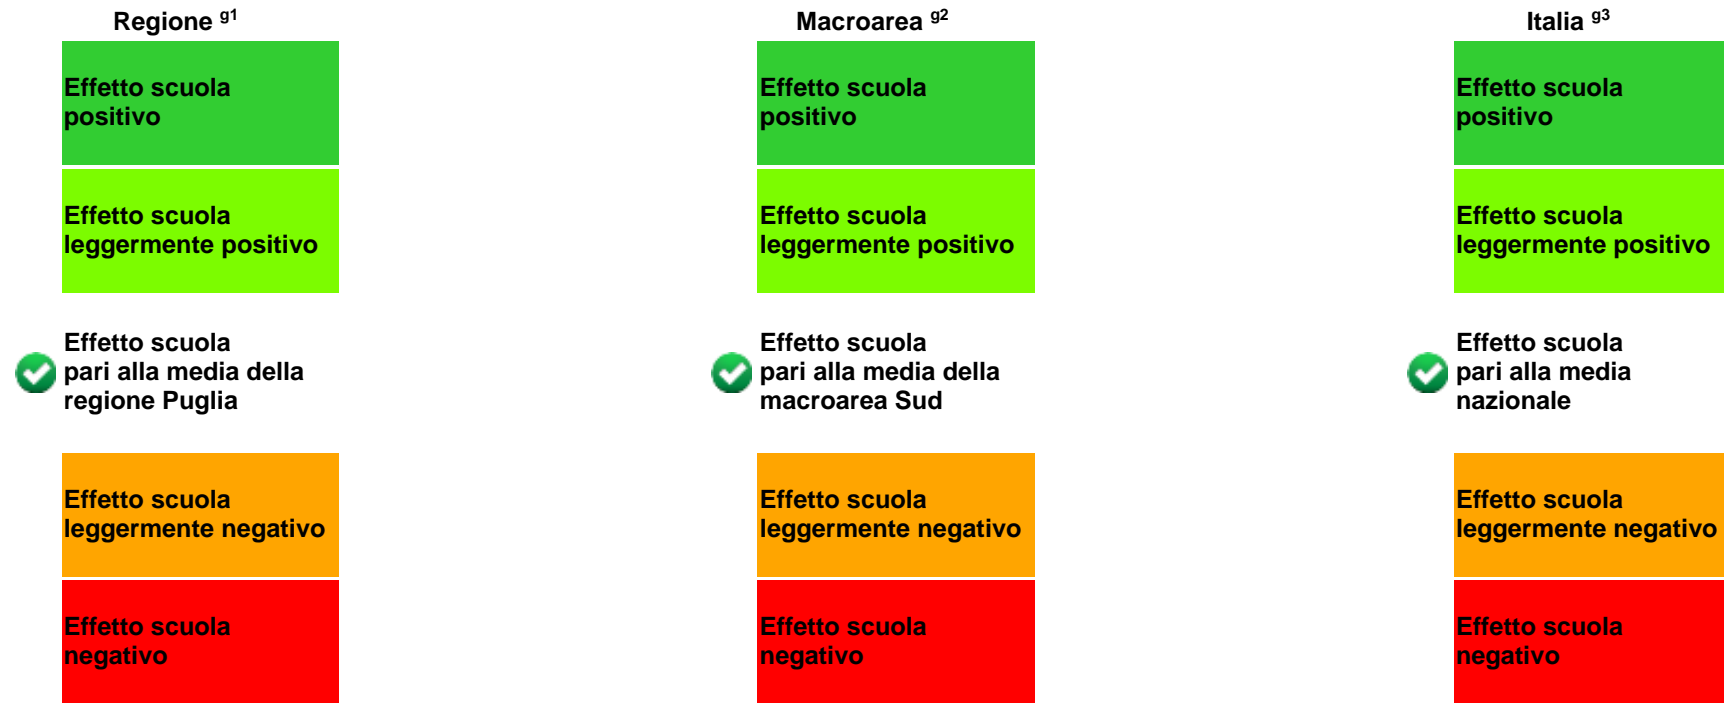 Regione g1
Macroarea g2
Italia g3
Effetto scuola
positivo
Effetto scuola
positivo
Effetto scuola
positivo
Effetto scuola
leggermente positivo
Effetto scuola
leggermente positivo
Effetto scuola
leggermente positivo
Effetto scuola
pari alla media della
regione Puglia
Effetto scuola
pari alla media della
macroarea Sud
Effetto scuola
pari alla media
nazionale
Effetto scuola
leggermente negativo
Effetto scuola
leggermente negativo
Effetto scuola
leggermente negativo
Effetto scuola
negativo
Effetto scuola
negativo
Effetto scuola
negativo